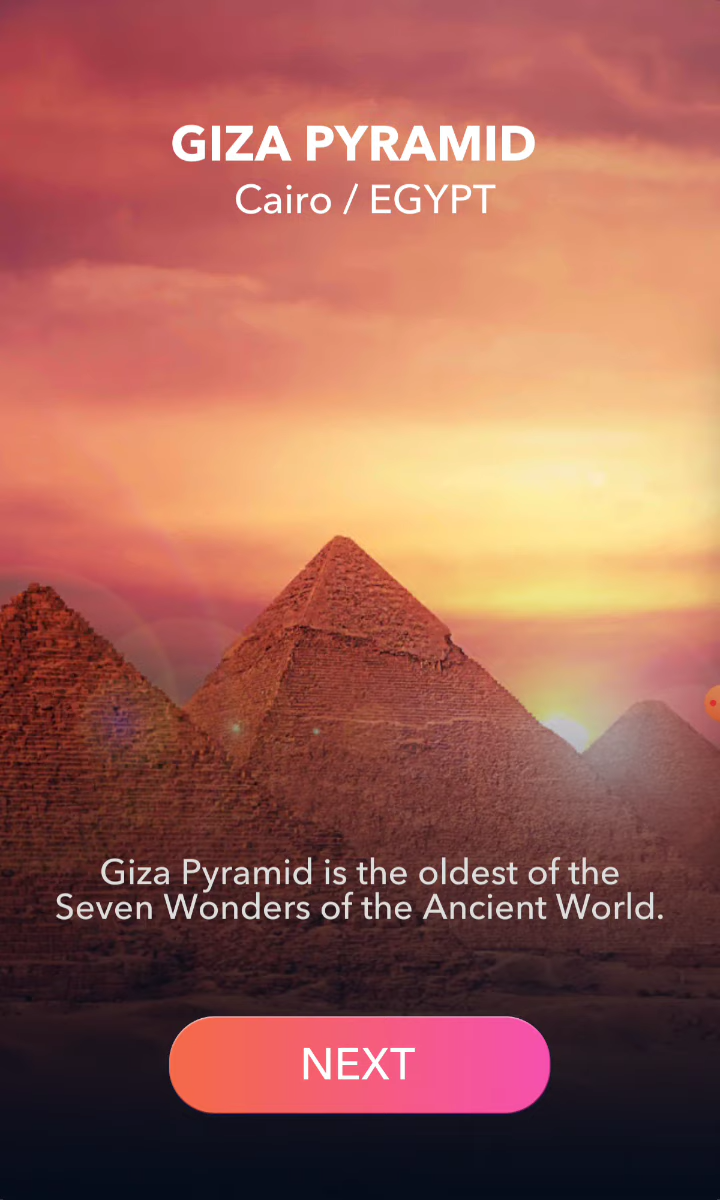 GIZA PYRAMID
Cairo / EGYPT
Giza Pyramid is the oldest of the
Seven Wonders of the Ancient World.
NEXT